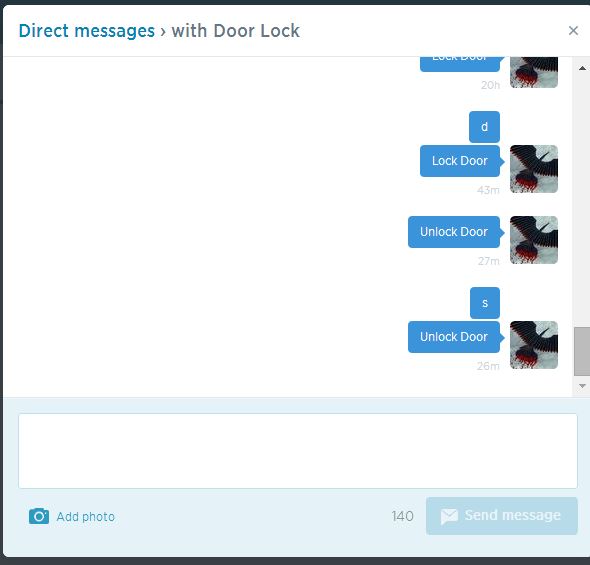 Direct messages › with Door Lock
×
Lock Door
20h
d
Lock Door
43m
Unlock Door
27m
s
Unlock Door
26m
Add photo
140
Send message